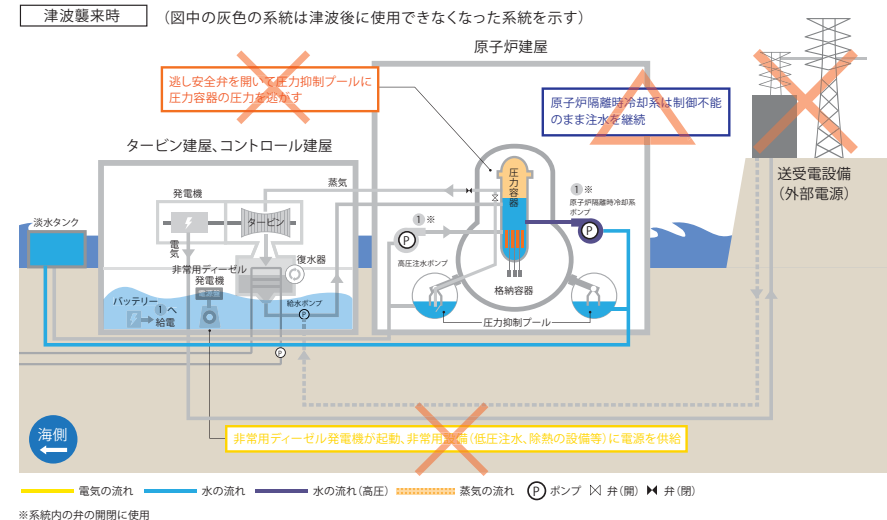 津波襲来時
(図中の灰色の系統は津波後に使用できなくなった系統を示す)
原子炉建屋
逃し安全弁を開いて圧力抑制プールに
圧力容器の圧力を逃がす
原子炉隔離時冷却系は制御不能
のまま注水を継続
タービン建屋、コントロール建屋
送受電設備
(外部電源)
蒸気
圧力容器
発電機
タービン
淡水タンク
電気
①※
原子炉隔離時冷却系
ポンプ
P
①※
P
高圧注水ポンプ
復水器
非常用ディーゼル
発電機
格納容器
バッテリー
①へ
給電
給水ポンプ
P
圧力抑制プール
P
海側
非常用ディーゼル発電機が起動、非常用設備(低圧注水、除熱の設備等)に電源を供給
電気の流れ 水の流れ 水の流れ(高圧) 蒸気の流れ P ポンプ 弁(開) 弁(閉)
※系統内の弁の開閉に使用